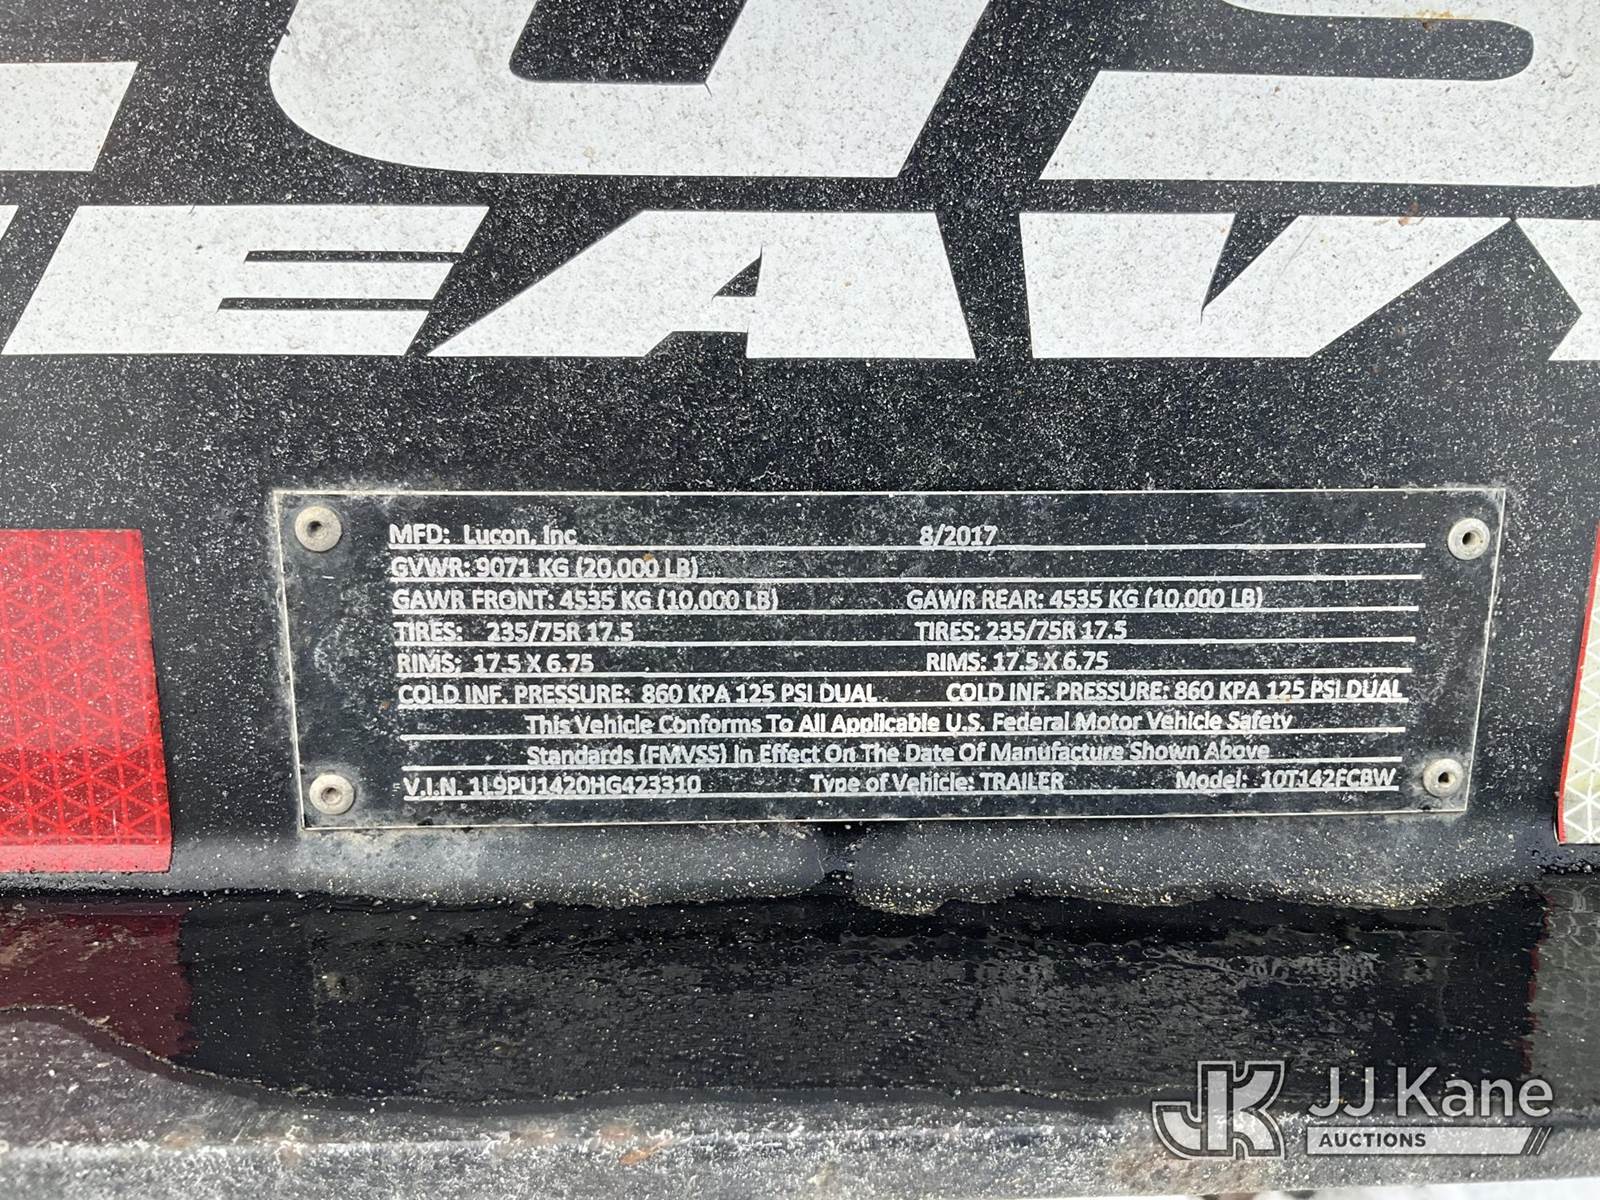 EAVY
MFD: Lucon, Inc 8/2017
GVWR: 9071 KG (20,000 LB)
GAWR FRONT: 4535 KG (10,000 LB) GAWR REAR: 4535 KG (10,000 LB)
TIRES: 235/75R 17.5 TIRES: 235/75R 17.5
RIMS: 17.5 X 6.75 RIMS: 17.5 X 6.75
COLD INF. PRESSURE: 860 KPA 125 PSI DUAL COLD INF. PRESSURE: 860 KPA 125 PSI DUAL
This Vehicle Conforms To All Applicable U.S. Federal Motor Vehicle Safety
Standards (FMVSS) In Effect On The Date Of Manufacture Shown Above
V.I.N. 1L9PU1420HG423310 Type of Vehicle: TRAILER Model: 10T142FCBW
JK JJ Kane
AUCTIONS